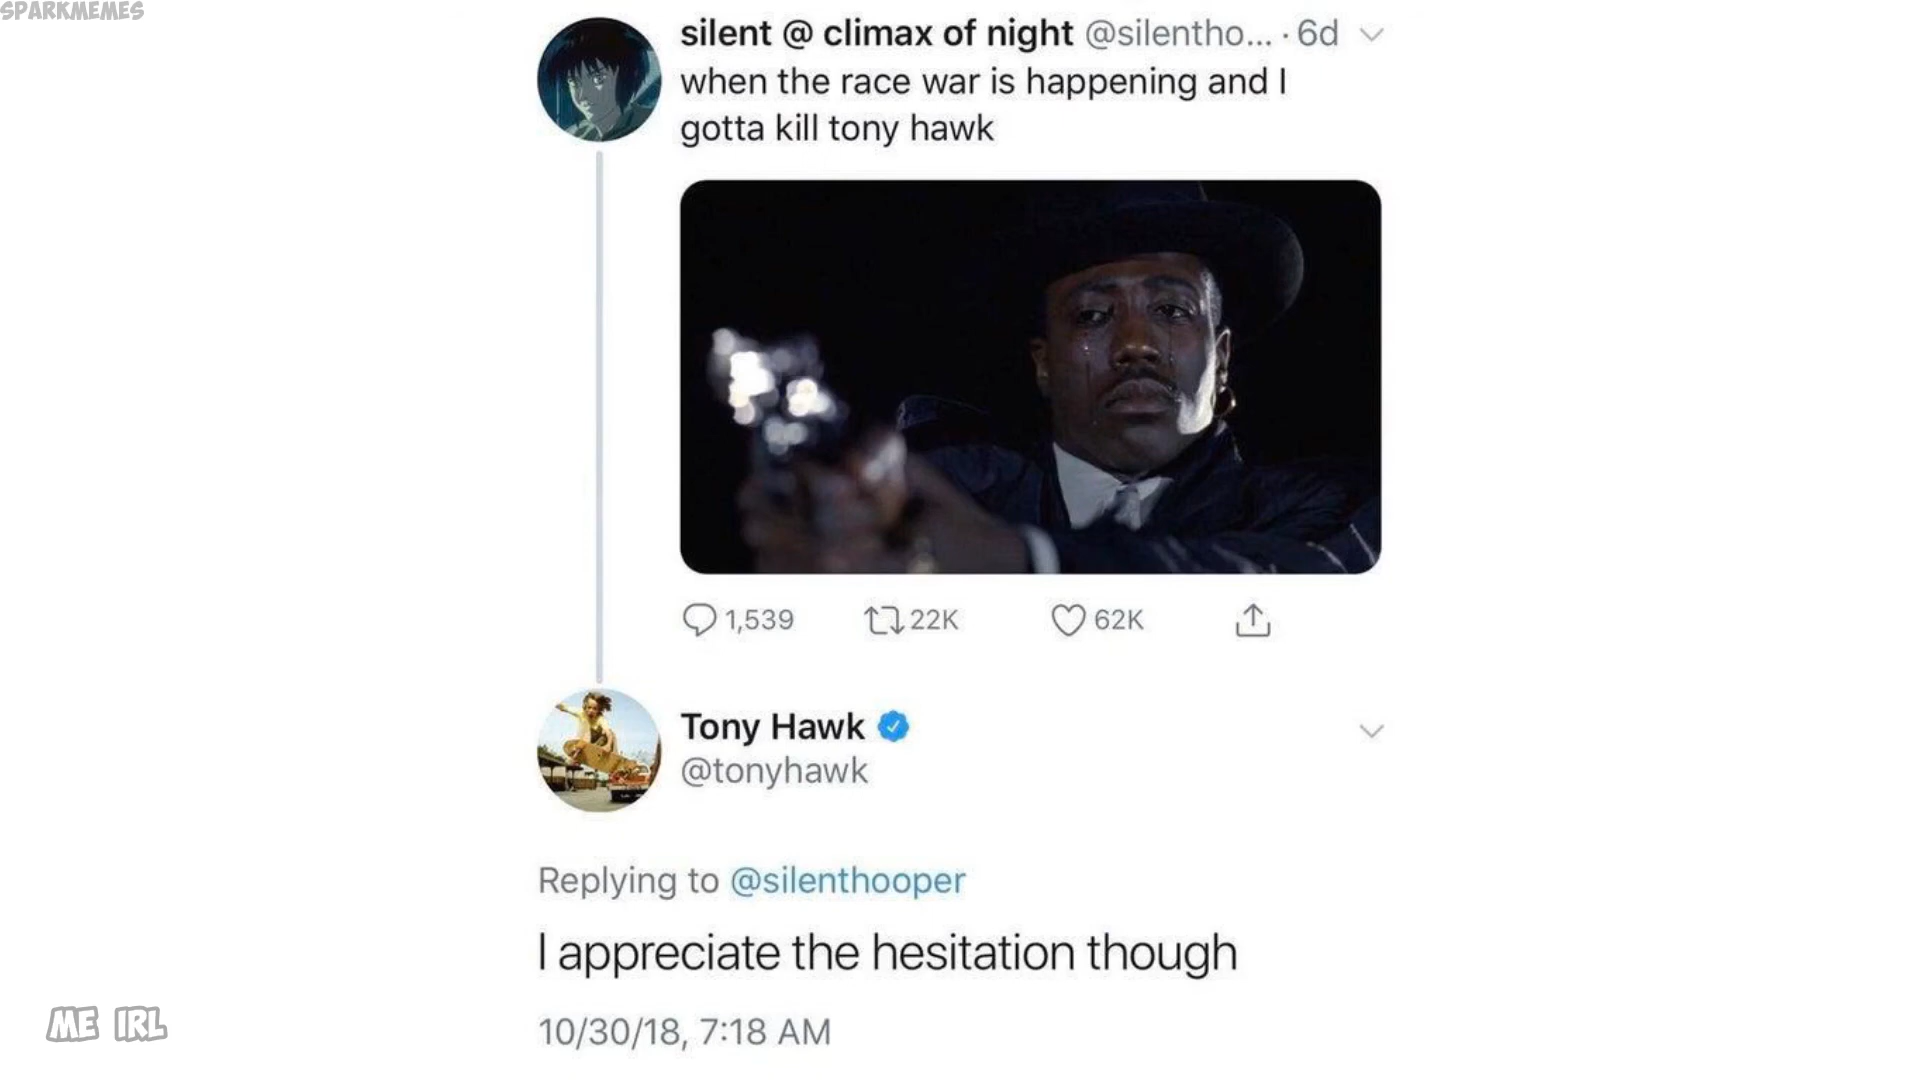 SPARKMEMES
silent @ climax of night @silentho... · 6d
when the race war is happening and I
gotta kill tony hawk
1,539 22K 62K
Tony Hawk
@tonyhawk
Replying to @silenthooper
I appreciate the hesitation though
10/30/18, 7:18 AM
ME IRL